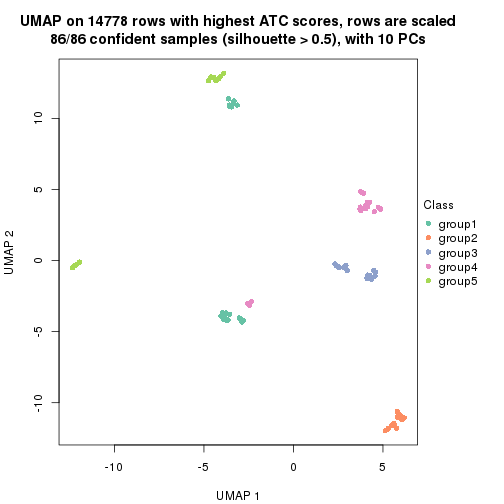 UMAP on 14778 rows with highest ATC scores, rows are scaled
86/86 confident samples (silhouette > 0.5), with 10 PCs
10
5
0
-5
-10
UMAP 2
-10
-5
0
5
UMAP 1
Class
group1
group2
group3
group4
group5